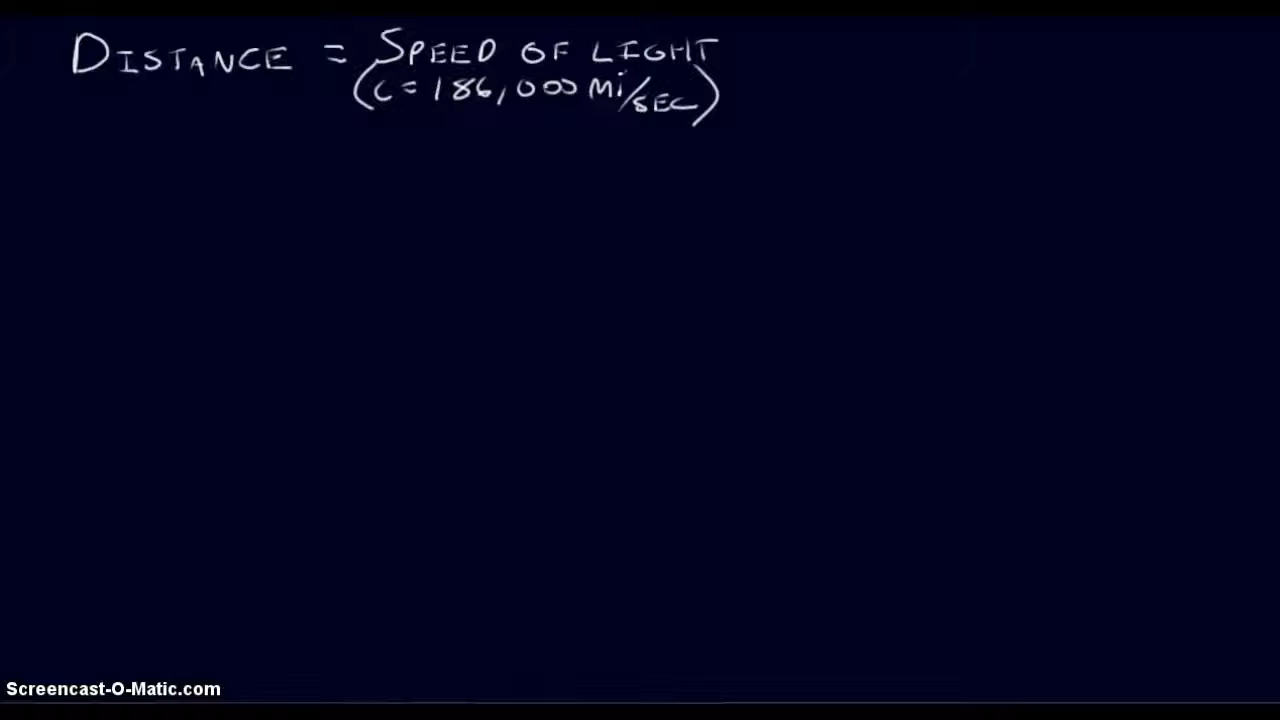 DISTANCE = SPEED OF LIGHT
(C = 186,000 Mi/SEC)
Screencast-O-Matic.com